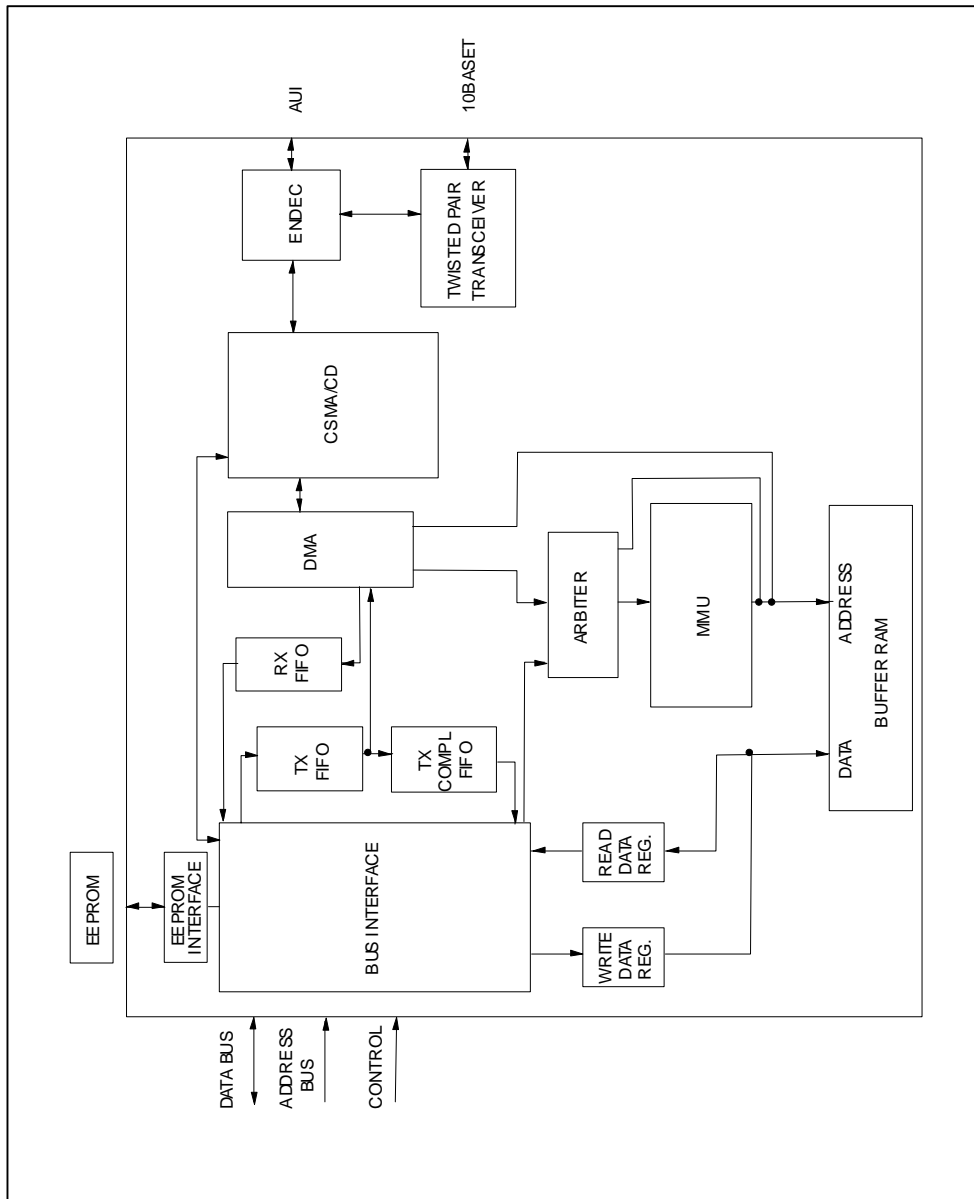 EEPROM
DATA BUS
ADDRESS
BUS
CONTROL
EEPROM
INTERFACE
BUS INTERFACE
WRITE
DATA
REG.
READ
DATA
REG.
TX
FIFO
TX
COMPL
FIFO
RX
FIFO
DMA
ARBITER
MMU
DATA
ADDRESS
BUFFER RAM
CSMA/CD
ENDEC
TWISTED PAIR
TRANSCEIVER
AUI
10BASET